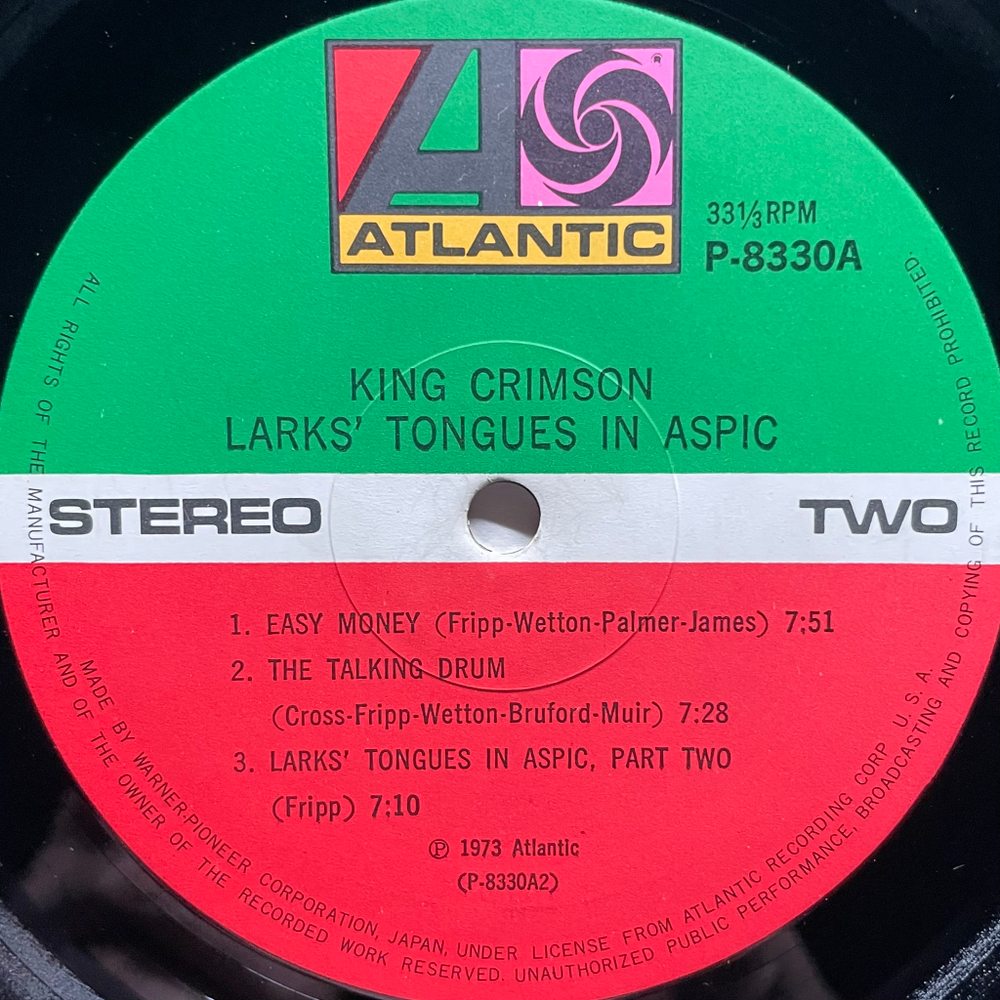 ATLANTIC
®
33⅓RPM
P-8330A
KING CRIMSON
LARKS' TONGUES IN ASPIC
STEREO
TWO
1. EASY MONEY (Fripp-Wetton-Palmer-James) 7:51
2. THE TALKING DRUM
(Cross-Fripp-Wetton-Bruford-Muir) 7:28
3. LARKS' TONGUES IN ASPIC, PART TWO
(Fripp) 7:10
℗ 1973 Atlantic
(P-8330A2)
MADE BY WARNER-PIONEER CORPORATION, JAPAN, UNDER LICENSE FROM ATLANTIC RECORDING CORP U. S. A.
ALL RIGHTS OF THE MANUFACTURER AND OF THE OWNER OF THE RECORDED WORK RESERVED. UNAUTHORIZED PUBLIC PERFORMANCE, BROADCASTING AND COPYING OF THIS RECORD PROHIBITED.